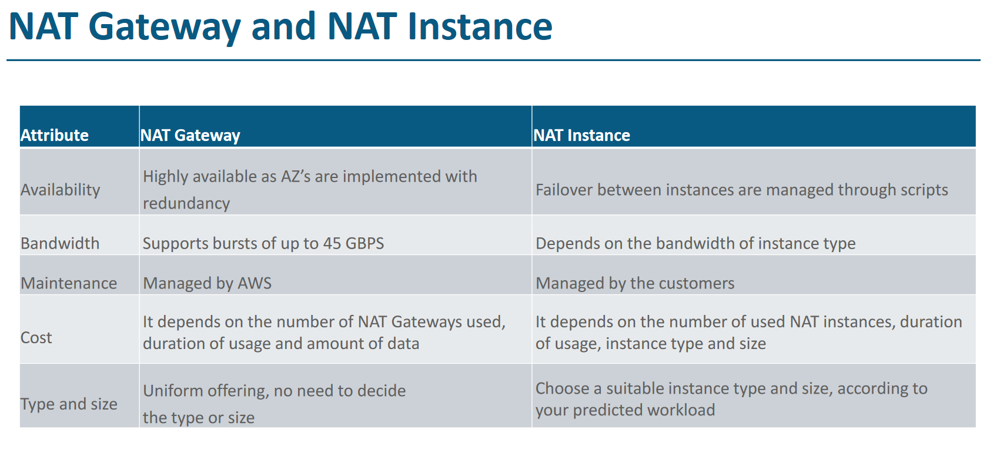 NAT Gateway and NAT Instance
Attribute
NAT Gateway
NAT Instance
Availability
Highly available as AZ’s are implemented with
redundancy
Failover between instances are managed through scripts
Bandwidth
Supports bursts of up to 45 GBPS
Depends on the bandwidth of instance type
Maintenance
Managed by AWS
Managed by the customers
Cost
It depends on the number of NAT Gateways used,
duration of usage and amount of data
It depends on the number of used NAT instances, duration
of usage, instance type and size
Type and size
Uniform offering, no need to decide
the type or size
Choose a suitable instance type and size, according to
your predicted workload